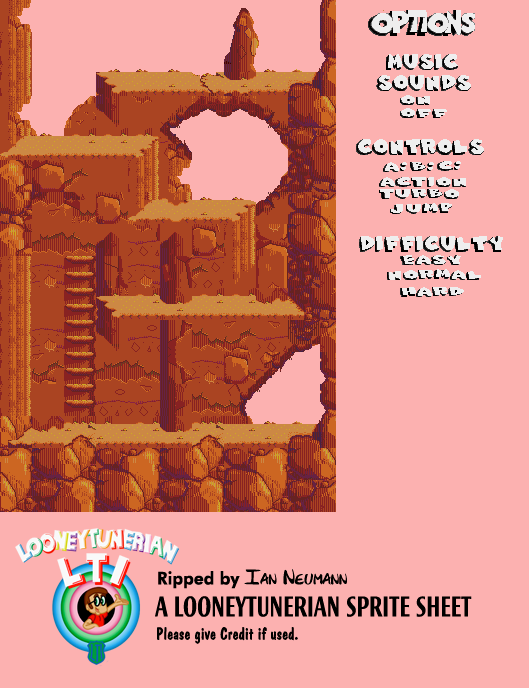 OPTIONS
MUSIC
SOUNDS
ON
OFF
CONTROLS
A: B: C:
ACTION
TURBO
JUMP
DIFFICULTY
EASY
NORMAL
HARD
LOONEYTUNERIAN
LTI
Ripped by IAN NEUMANN
A LOONEYTUNERIAN SPRITE SHEET
Please give Credit if used.